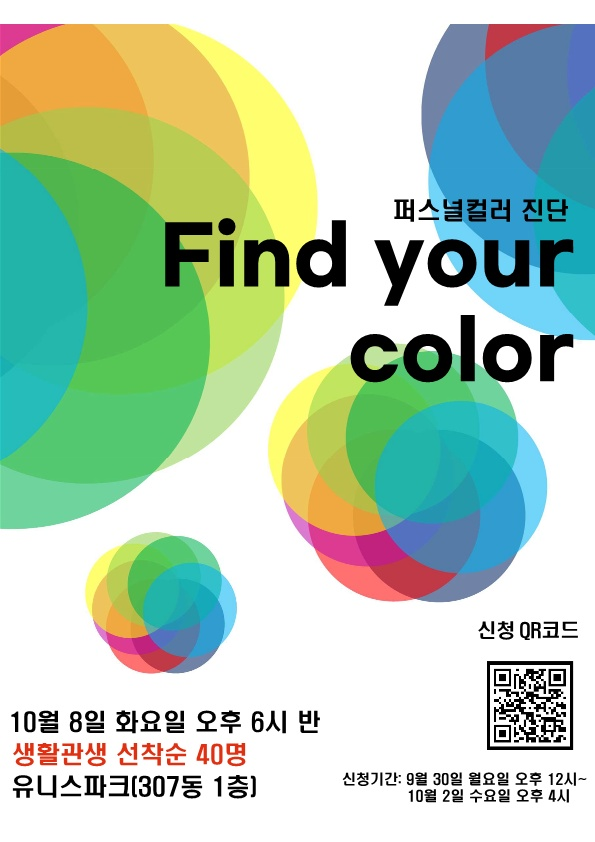 퍼스널컬러 진단
Find your
color
신청 QR코드
10월 8일 화요일 오후 6시 반
생활관생 선착순 40명
유니스파크(307동 1층)
신청기간: 9월 30일 월요일 오후 12시~
10월 2일 수요일 오후 4시